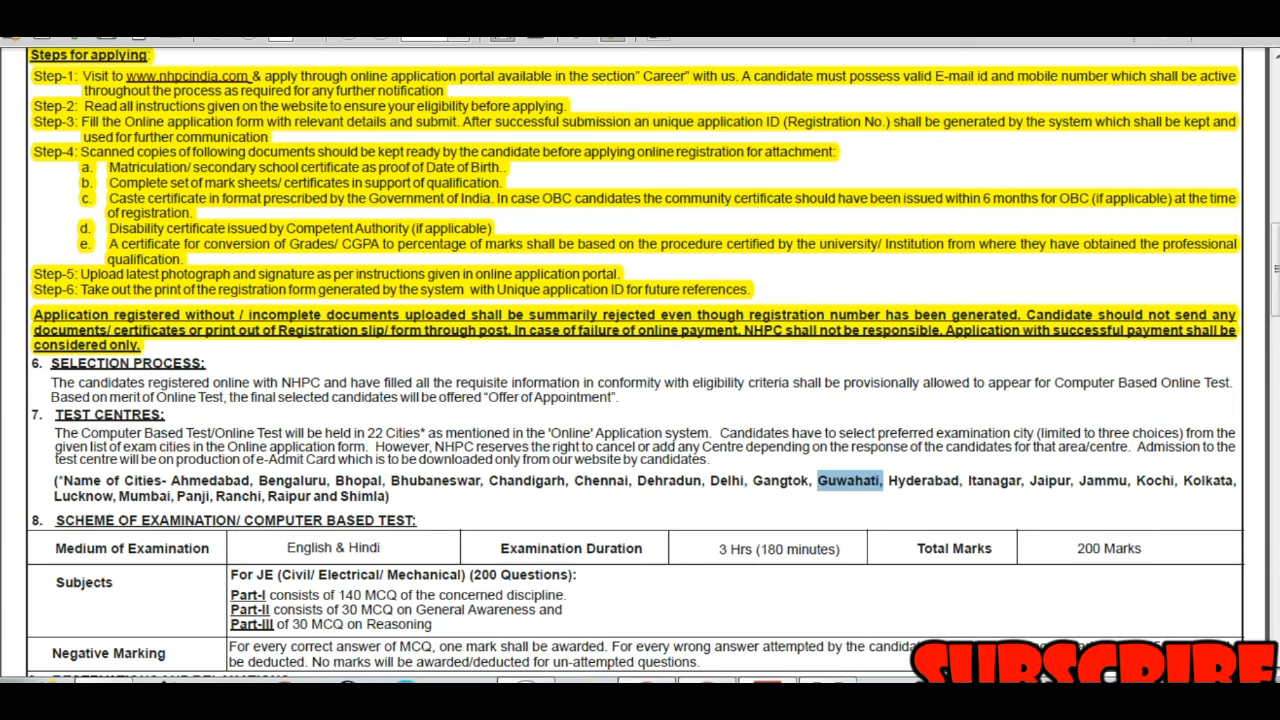 Steps for applying:
Step-1: Visit to www.nhpcindia.com & apply through online application portal available in the section" Career" with us. A candidate must possess valid E-mail id and mobile number which shall be active
throughout the process as required for any further notification
Step-2: Read all instructions given on the website to ensure your eligibility before applying.
Step-3: Fill the Online application form with relevant details and submit. After successful submission an unique application ID (Registration No.) shall be generated by the system which shall be kept and
used for further communication
Step-4: Scanned copies of following documents should be kept ready by the candidate before applying online registration for attachment:
a. Matriculation/ secondary school certificate as proof of Date of Birth..
b. Complete set of mark sheets/ certificates in support of qualification.
c. Caste certificate in format prescribed by the Government of India. In case OBC candidates the community certificate should have been issued within 6 months for OBC (if applicable) at the time
of registration.
d. Disability certificate issued by Competent Authority (if applicable)
e. A certificate for conversion of Grades/ CGPA to percentage of marks shall be based on the procedure certified by the university/ Institution from where they have obtained the professional
qualification.
Step-5: Upload latest photograph and signature as per instructions given in online application portal.
Step-6: Take out the print of the registration form generated by the system with Unique application ID for future references.
Application registered without / incomplete documents uploaded shall be summarily rejected even though registration number has been generated. Candidate should not send any
documents/ certificates or print out of Registration slip/ form through post. In case of failure of online payment, NHPC shall not be responsible. Application with successful payment shall be
considered only.
6. SELECTION PROCESS:
The candidates registered online with NHPC and have filled all the requisite information in conformity with eligibility criteria shall be provisionally allowed to appear for Computer Based Online Test.
Based on merit of Online Test, the final selected candidates will be offered "Offer of Appointment".
7. TEST CENTRES:
The Computer Based Test/Online Test will be held in 22 Cities* as mentioned in the 'Online' Application system. Candidates have to select preferred examination city (limited to three choices) from the
given list of exam cities in the Online application form. However, NHPC reserves the right to cancel or add any Centre depending on the response of the candidates for that area/centre. Admission to the
test centre will be on production of e-Admit Card which is to be downloaded only from our website by candidates.
(*Name of Cities- Ahmedabad, Bengaluru, Bhopal, Bhubaneswar, Chandigarh, Chennai, Dehradun, Delhi, Gangtok, Guwahati, Hyderabad, Itanagar, Jaipur, Jammu, Kochi, Kolkata,
Lucknow, Mumbai, Panji, Ranchi, Raipur and Shimla)
8. SCHEME OF EXAMINATION/ COMPUTER BASED TEST:
Medium of Examination English & Hindi Examination Duration 3 Hrs (180 minutes) Total Marks 200 Marks
Subjects For JE (Civil/ Electrical/ Mechanical) (200 Questions):
Part-I consists of 140 MCQ of the concerned discipline.
Part-II consists of 30 MCQ on General Awareness and
Part-III of 30 MCQ on Reasoning
Negative Marking For every correct answer of MCQ, one mark shall be awarded. For every wrong answer attempted by the
be deducted. No marks will be awarded/deducted for un-attempted questions.
SUBSCRIBE